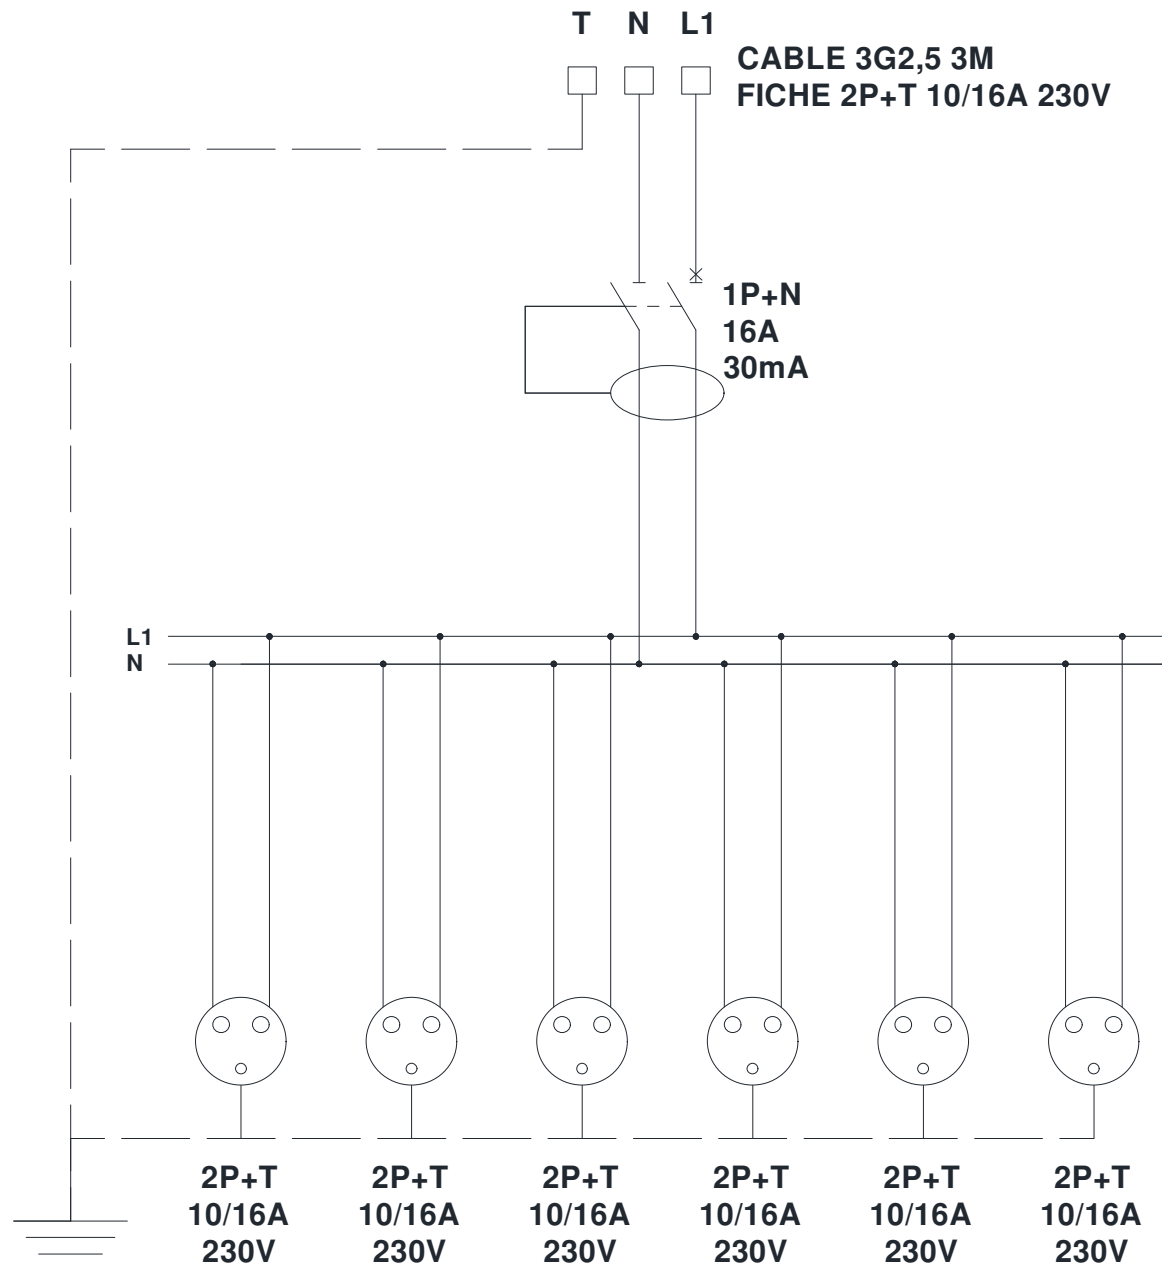 T N L1
CABLE 3G2,5 3M
FICHE 2P+T 10/16A 230V
1P+N
16A
30mA
L1
N
2P+T 2P+T 2P+T 2P+T 2P+T 2P+T
10/16A 10/16A 10/16A 10/16A 10/16A 10/16A
230V 230V 230V 230V 230V 230V